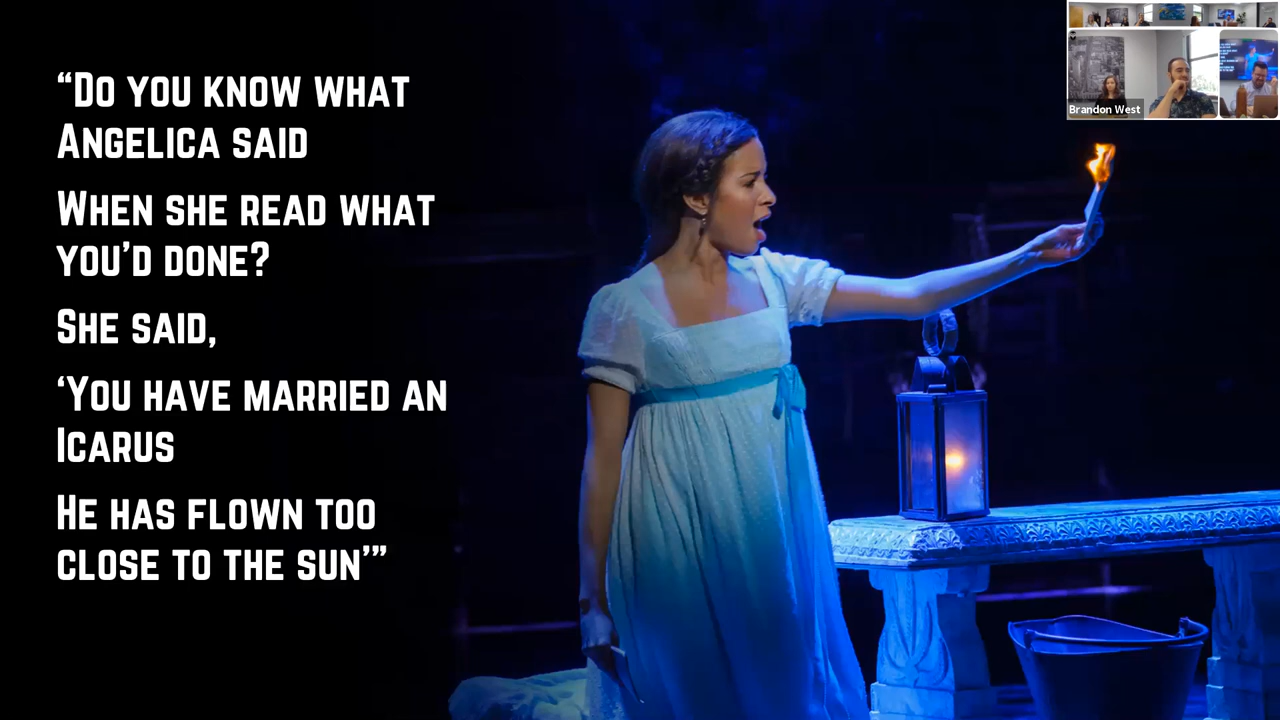 “Do you know what
Angelica said
When she read what
you’d done?
She said,
‘You have married an
Icarus
He has flown too
close to the sun’”
Brandon West